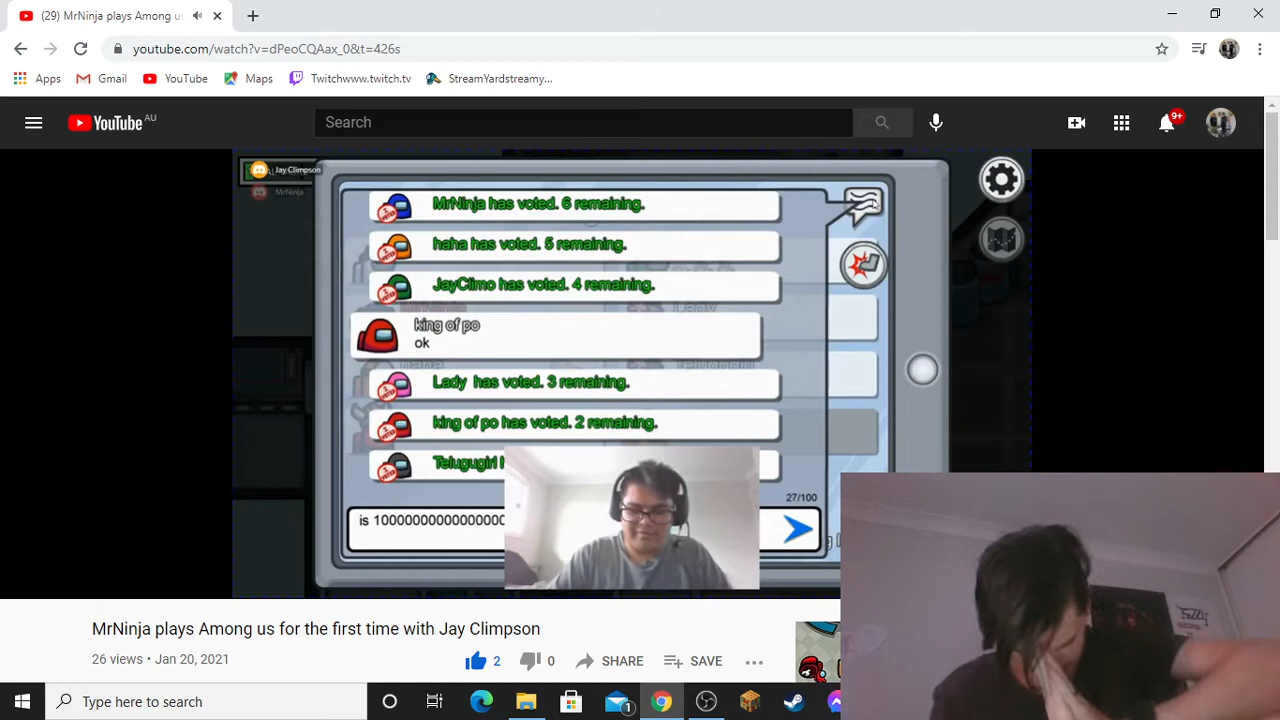 (29) MrNinja plays Among us
youtube.com/watch?v=dPeoCQAax_0&t=426s
Apps Gmail YouTube Maps Twitchwww.twitch.tv StreamYardstreamy...
YouTube AU
Search
9+
Jay Climpson
MrNinja
MrNinja has voted. 6 remaining.
haha has voted. 5 remaining.
JayClimo has voted. 4 remaining.
king of po
ok
Lady has voted. 3 remaining.
king of po has voted. 2 remaining.
Telugugirl
27/100
is 10000000000000000
MrNinja plays Among us for the first time with Jay Climpson
26 views • Jan 20, 2021
2 0 SHARE SAVE
Type here to search
1